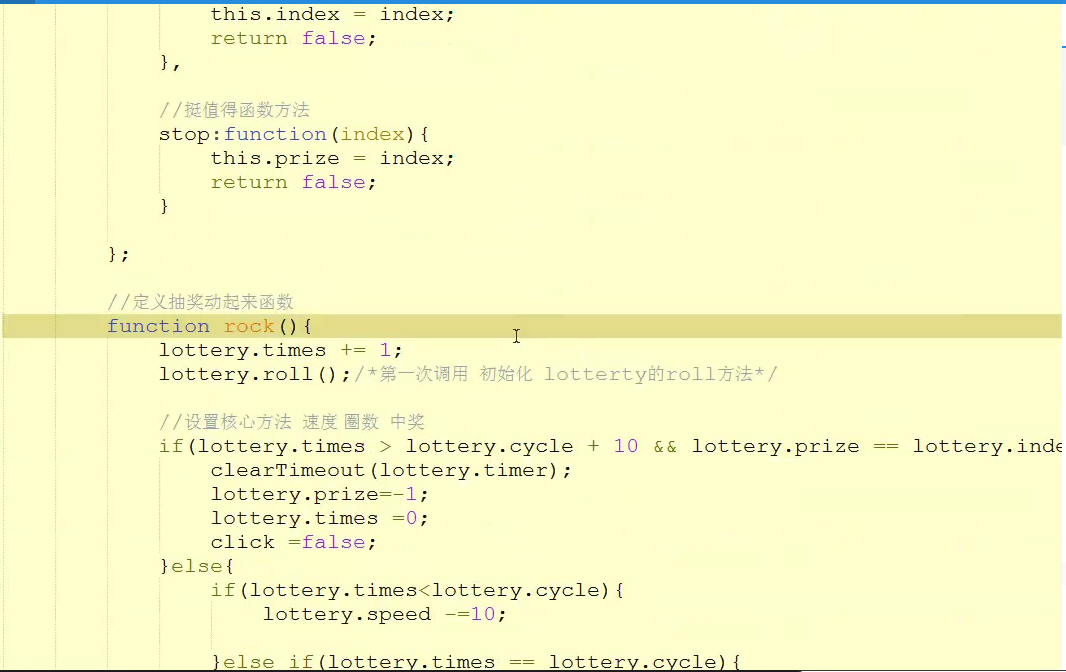 this.index = index;
return false;
},
//挺值得函数方法
stop:function(index){
this.prize = index;
return false;
}
};
//定义抽奖动起来函数
function rock(){
lottery.times += 1;
lottery.roll();/*第一次调用 初始化 lotterty的roll方法*/
//设置核心方法 速度 圈数 中奖
if(lottery.times > lottery.cycle + 10 && lottery.prize == lottery.inde
clearTimeout(lottery.timer);
lottery.prize=-1;
lottery.times =0;
click =false;
}else{
if(lottery.times<lottery.cycle){
lottery.speed -=10;
}else if(lottery.times == lottery.cycle){